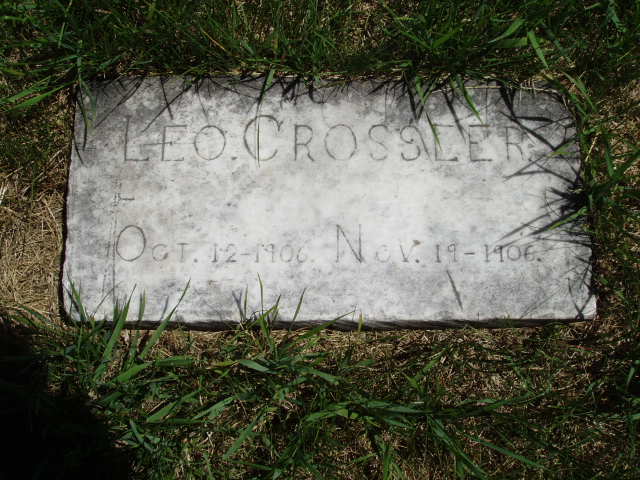 LEO. CROSSLER.
OCT. 12-1906. NOV. 19-1906.